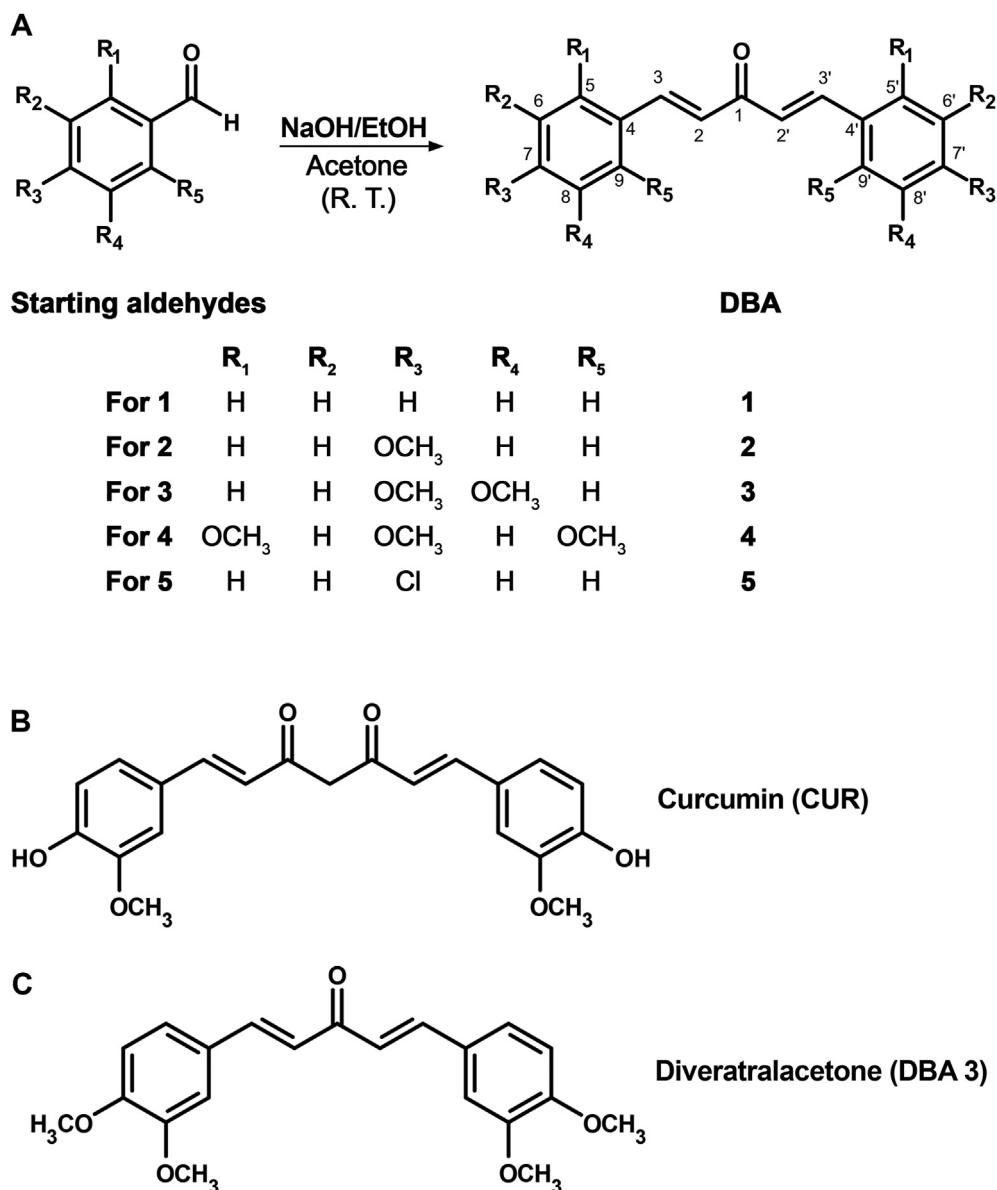 A
R₁
O
R₂
H
R₃
R₅
R₄
NaOH/EtOH
Acetone
(R. T.)
R₁
O
R₁
R₂
5
3
3'
5'
R₂
6
6'
4
2
1
2'
4'
7
7'
R₃
8
9
R₅
R₅
9'
8'
R₃
R₄
R₄
Starting aldehydes DBA
R₁ R₂ R₃ R₄ R₅
For 1 H H H H H 1
For 2 H H OCH₃ H H 2
For 3 H H OCH₃ OCH₃ H 3
For 4 OCH₃ H OCH₃ H OCH₃ 4
For 5 H H Cl H H 5
B
O O
HO
OCH₃
OCH₃
OH
Curcumin (CUR)
C
O
H₃CO
OCH₃
OCH₃
OCH₃
Diveratralacetone (DBA 3)